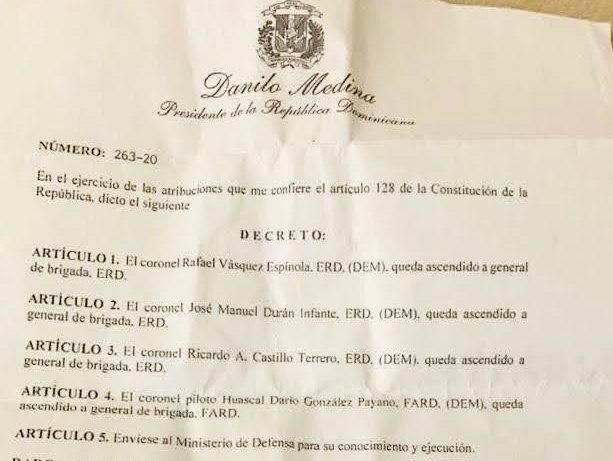 Danilo Medina
Presidente de la República Dominicana
NÚMERO: 263-20
En el ejercicio de las atribuciones que me confiere el artículo 128 de la Constitución de la
República, dicto el siguiente
DECRETO:
ARTÍCULO 1. El coronel Rafael Vásquez Espínola, ERD, (DEM), queda ascendido a general
de brigada, ERD.
ARTÍCULO 2. El coronel José Manuel Durán Infante, ERD, (DEM), queda ascendido a
general de brigada, ERD.
ARTÍCULO 3. El coronel Ricardo A. Castillo Terrero, ERD, (DEM), queda ascendido a
general de brigada, ERD.
ARTÍCULO 4. El coronel piloto Huascal Darío González Payano, FARD, (DEM), queda
ascendido a general de brigada, FARD.
ARTÍCULO 5. Envíese al Ministerio de Defensa para su conocimiento y ejecución.